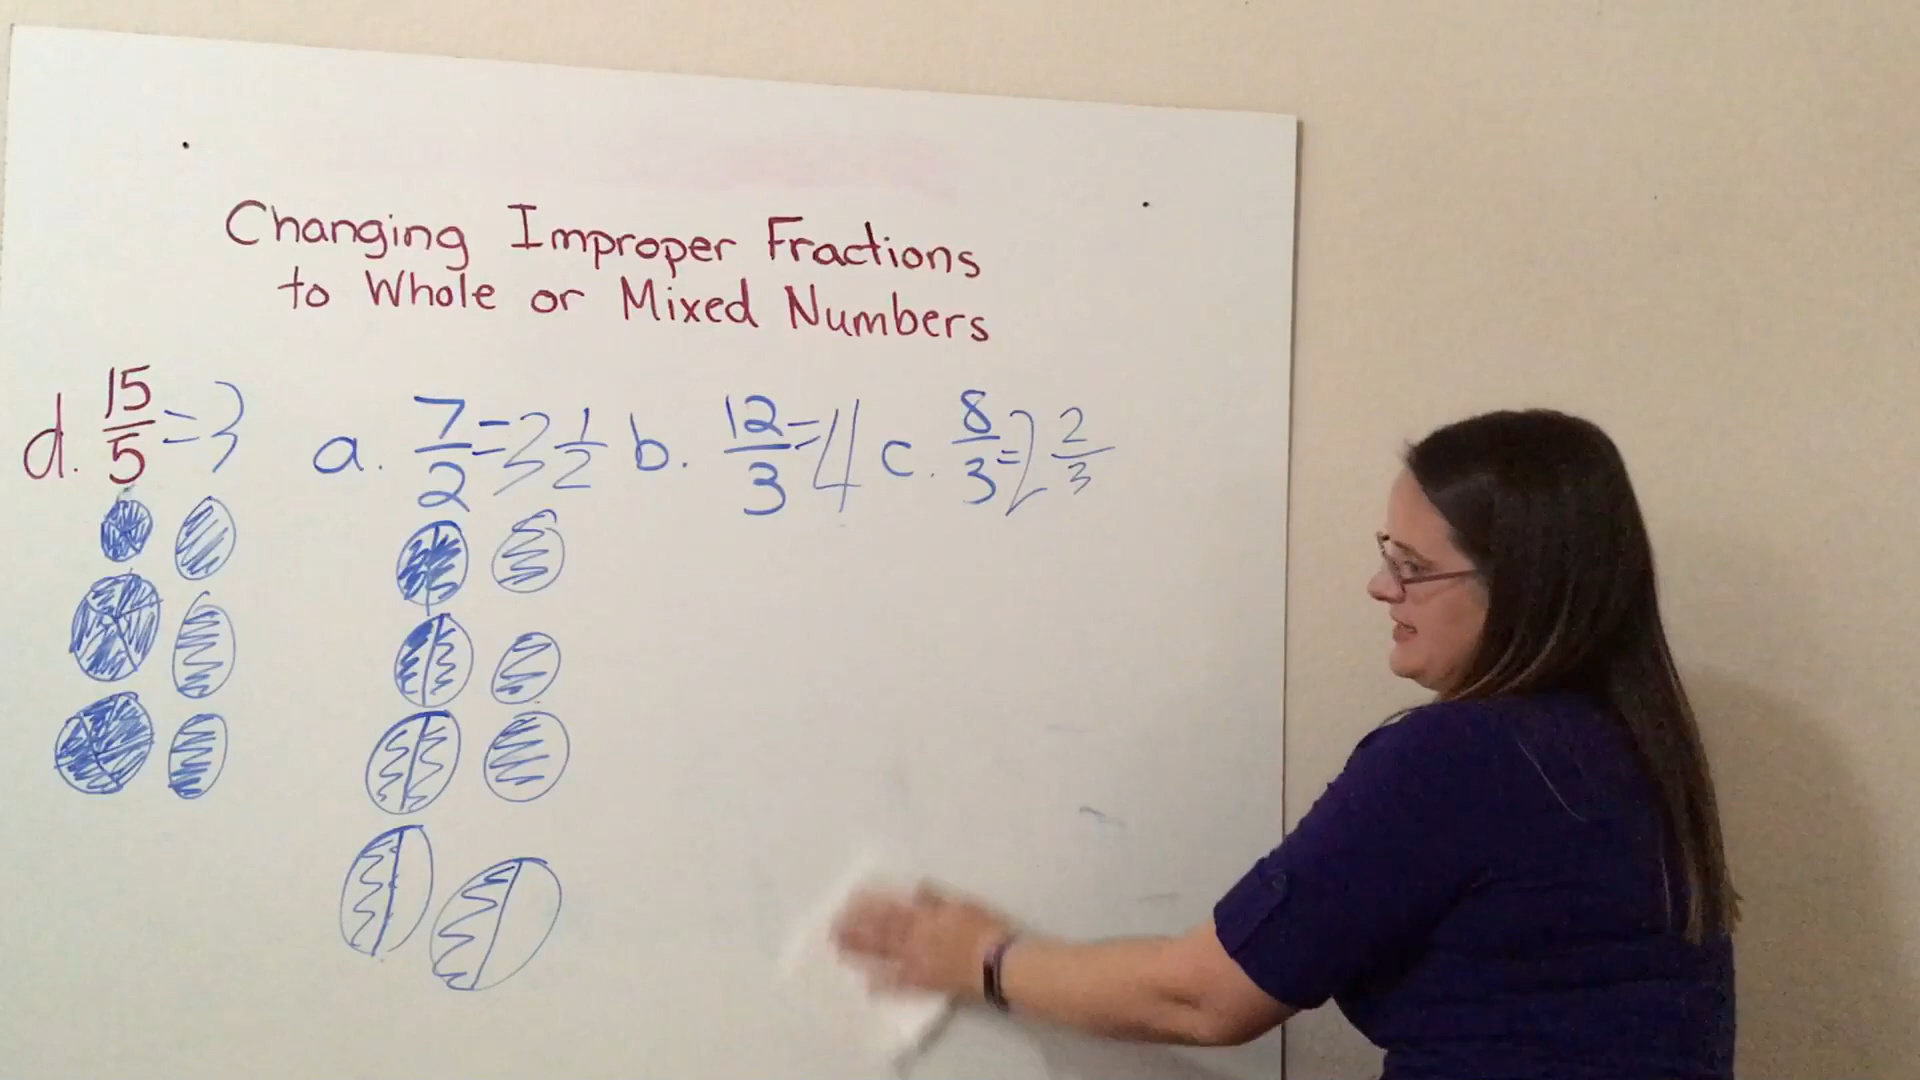 Changing Improper Fractions
to Whole or Mixed Numbers
d. 15/5 = 3 a. 7/2 = 3 1/2 b. 12/3 = 4 c. 8/3 = 2 2/3